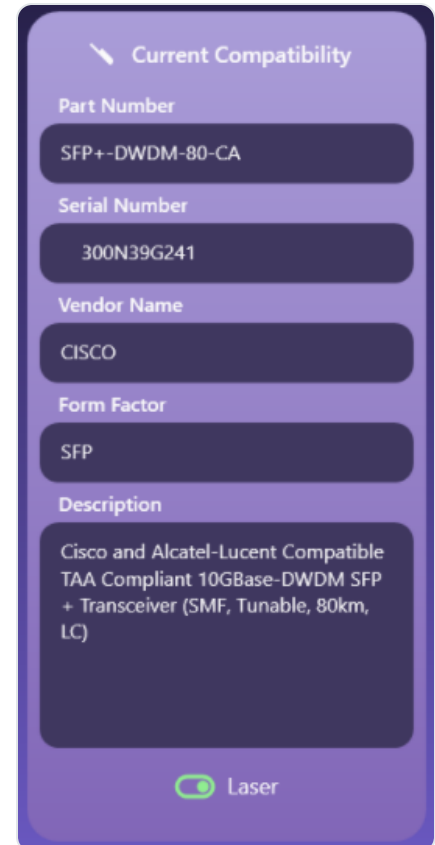 Current Compatibility
Part Number
SFP+-DWDM-80-CA
Serial Number
300N39G241
Vendor Name
CISCO
Form Factor
SFP
Description
Cisco and Alcatel-Lucent Compatible
TAA Compliant 10GBase-DWDM SFP
+ Transceiver (SMF, Tunable, 80km,
LC)
Laser